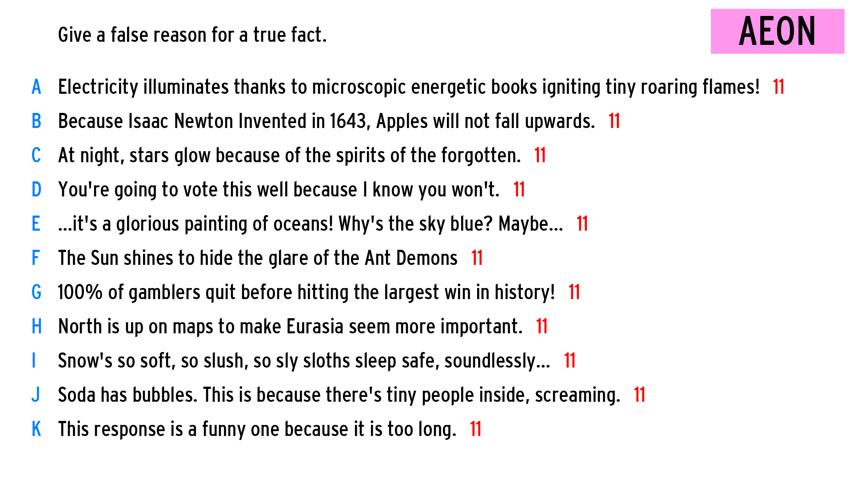 Give a false reason for a true fact.
AEON
A Electricity illuminates thanks to microscopic energetic books igniting tiny roaring flames! 11
B Because Isaac Newton Invented in 1643, Apples will not fall upwards. 11
C At night, stars glow because of the spirits of the forgotten. 11
D You're going to vote this well because I know you won't. 11
E ...it's a glorious painting of oceans! Why's the sky blue? Maybe... 11
F The Sun shines to hide the glare of the Ant Demons 11
G 100% of gamblers quit before hitting the largest win in history! 11
H North is up on maps to make Eurasia seem more important. 11
I Snow's so soft, so slush, so sly sloths sleep safe, soundlessly... 11
J Soda has bubbles. This is because there's tiny people inside, screaming. 11
K This response is a funny one because it is too long. 11